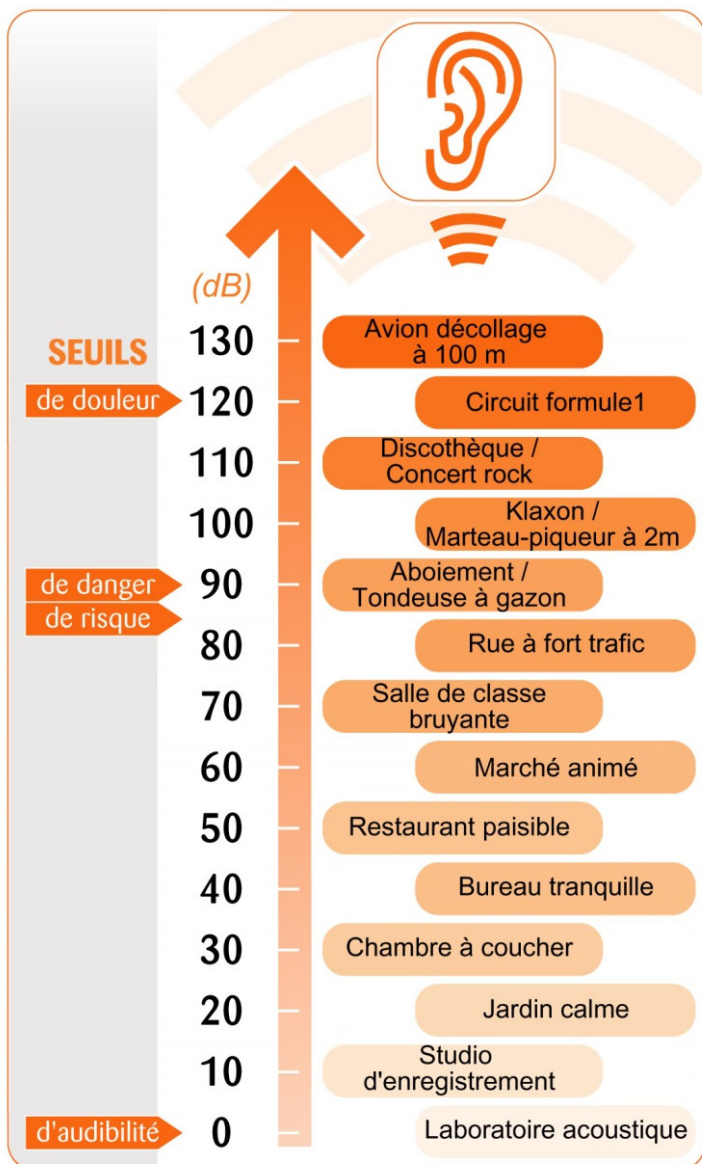 (dB)
SEUILS
130
Avion décollage
à 100 m
de douleur
120
Circuit formule1
110
Discothèque /
Concert rock
100
Klaxon /
Marteau-piqueur à 2m
de danger
90
Aboiement /
Tondeuse à gazon
de risque
80
Rue à fort trafic
70
Salle de classe
bruyante
60
Marché animé
50
Restaurant paisible
40
Bureau tranquille
30
Chambre à coucher
20
Jardin calme
10
Studio
d'enregistrement
d'audibilité
0
Laboratoire acoustique